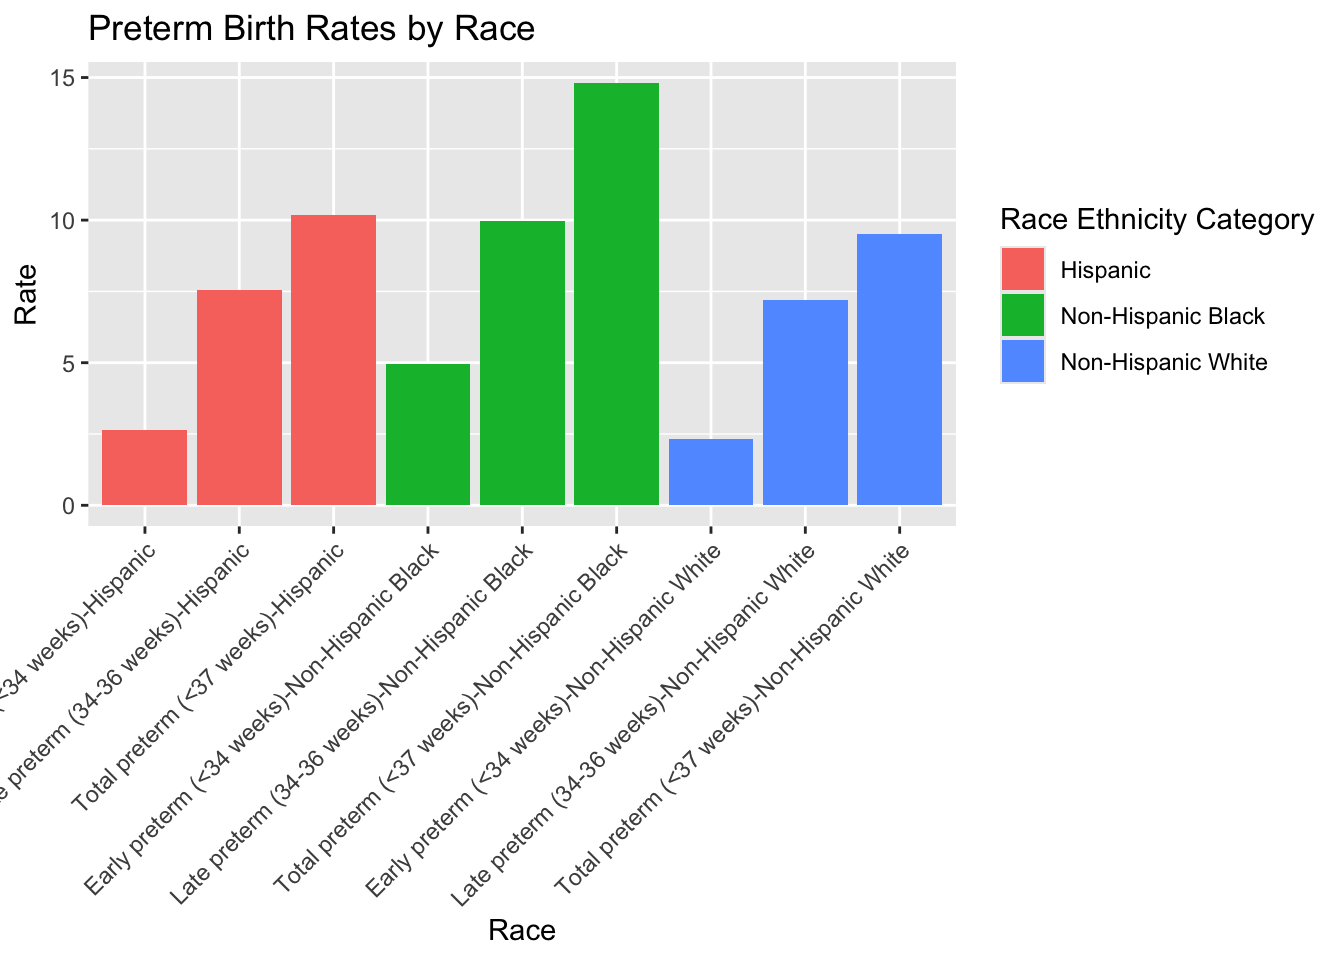 Preterm Birth Rates by Race
15
10
5
0
Rate
(<34 weeks)-Hispanic
preterm (34-36 weeks)-Hispanic
Total preterm (<37 weeks)-Hispanic
Early preterm (<34 weeks)-Non-Hispanic Black
Late preterm (34-36 weeks)-Non-Hispanic Black
Total preterm (<37 weeks)-Non-Hispanic Black
Early preterm (<34 weeks)-Non-Hispanic White
Late preterm (34-36 weeks)-Non-Hispanic White
Total preterm (<37 weeks)-Non-Hispanic White
Race
Race Ethnicity Category
Hispanic
Non-Hispanic Black
Non-Hispanic White